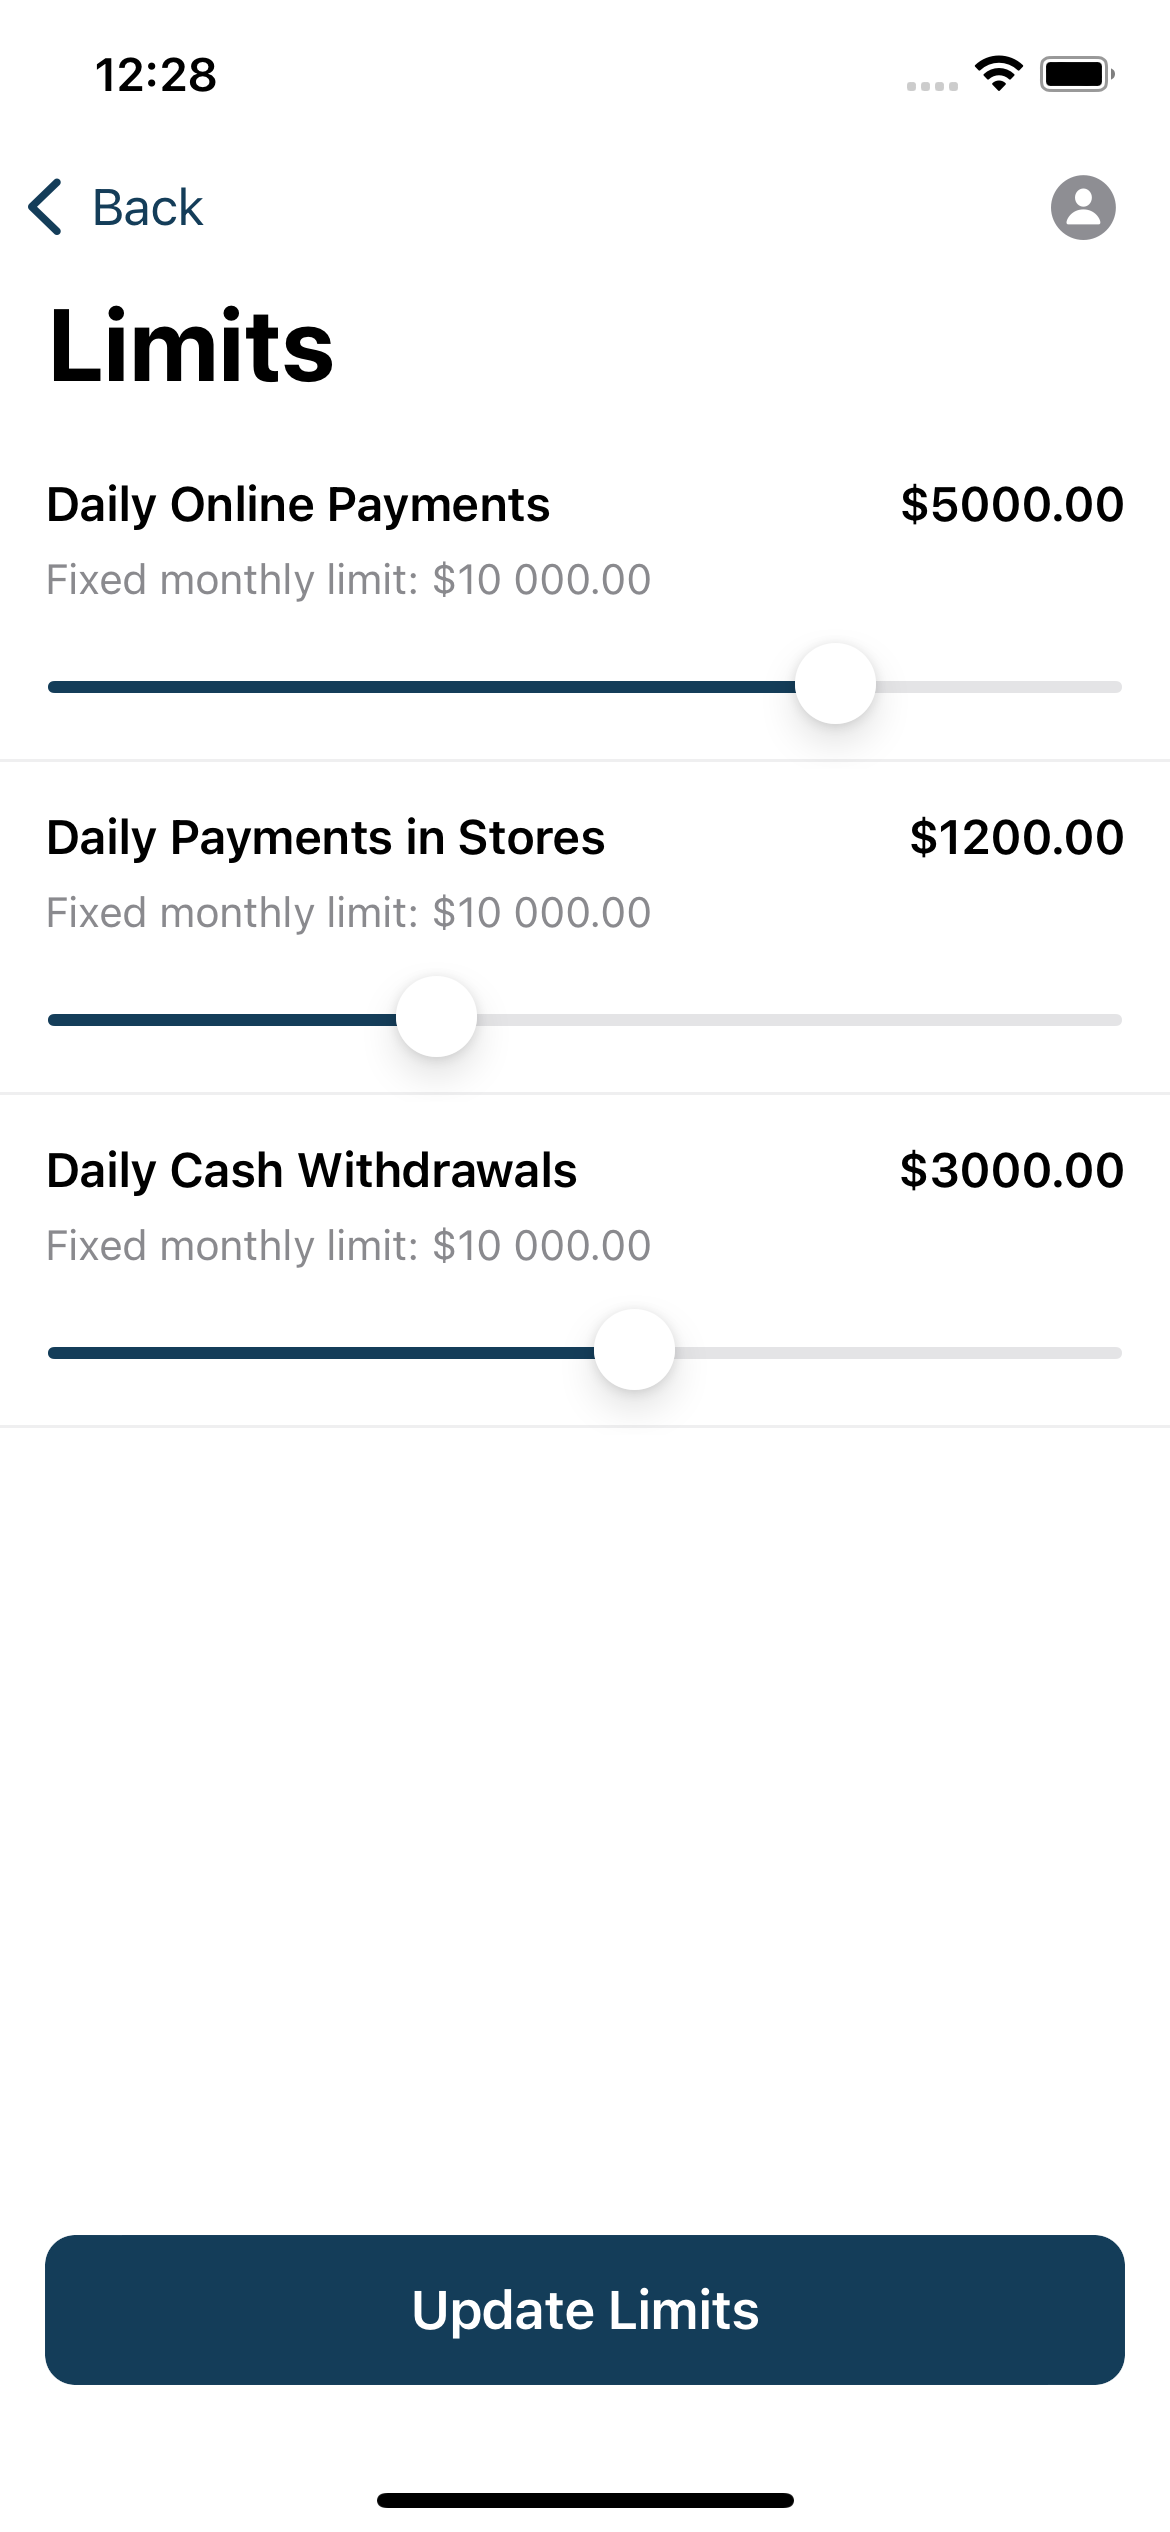 12:28
Back
Limits
Daily Online Payments $5000.00
Fixed monthly limit: $10 000.00
Daily Payments in Stores $1200.00
Fixed monthly limit: $10 000.00
Daily Cash Withdrawals $3000.00
Fixed monthly limit: $10 000.00
Update Limits